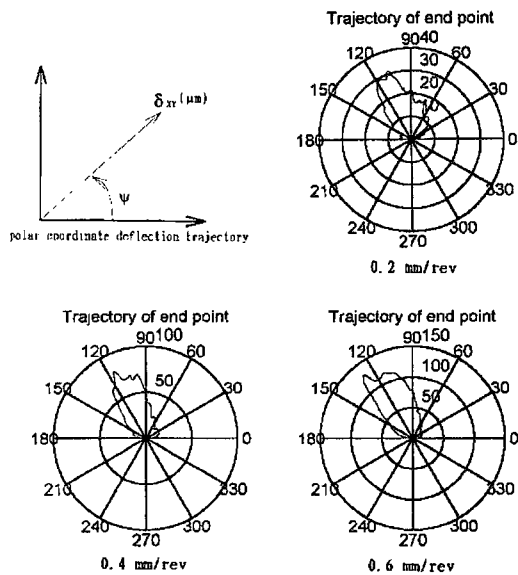 δXY(μm)
ψ
polar coordinate deflection trajectory
Trajectory of end point
90 40
120 60
30
150 20 30
10
180 0
210 330
240 300
270
0.2 mm/rev
Trajectory of end point
90 100
120 60
150 50 30
180 0
210 330
240 300
270
0.4 mm/rev
Trajectory of end point
90 150
120 60
100
150 50 30
180 0
210 330
240 300
270
0.6 mm/rev